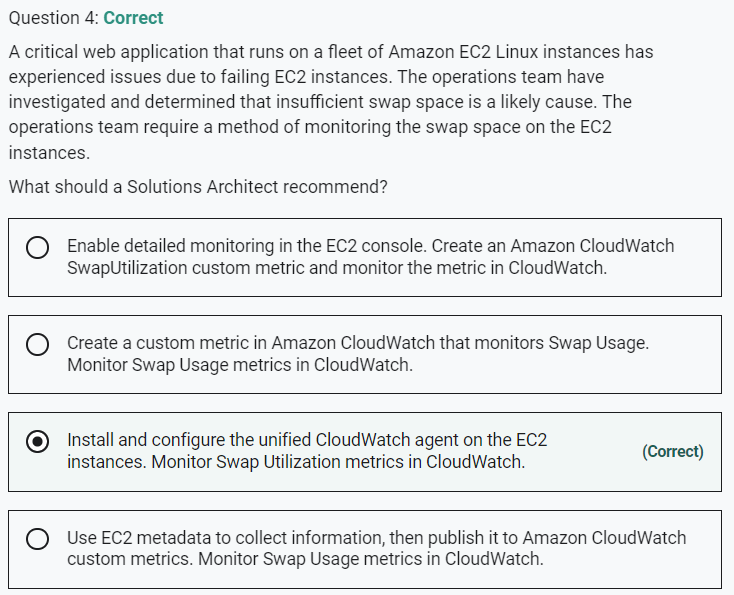 Question 4: Correct
A critical web application that runs on a fleet of Amazon EC2 Linux instances has
experienced issues due to failing EC2 instances. The operations team have
investigated and determined that insufficient swap space is a likely cause. The
operations team require a method of monitoring the swap space on the EC2
instances.
What should a Solutions Architect recommend?
Enable detailed monitoring in the EC2 console. Create an Amazon CloudWatch
SwapUtilization custom metric and monitor the metric in CloudWatch.
Create a custom metric in Amazon CloudWatch that monitors Swap Usage.
Monitor Swap Usage metrics in CloudWatch.
Install and configure the unified CloudWatch agent on the EC2
instances. Monitor Swap Utilization metrics in CloudWatch.
(Correct)
Use EC2 metadata to collect information, then publish it to Amazon CloudWatch
custom metrics. Monitor Swap Usage metrics in CloudWatch.